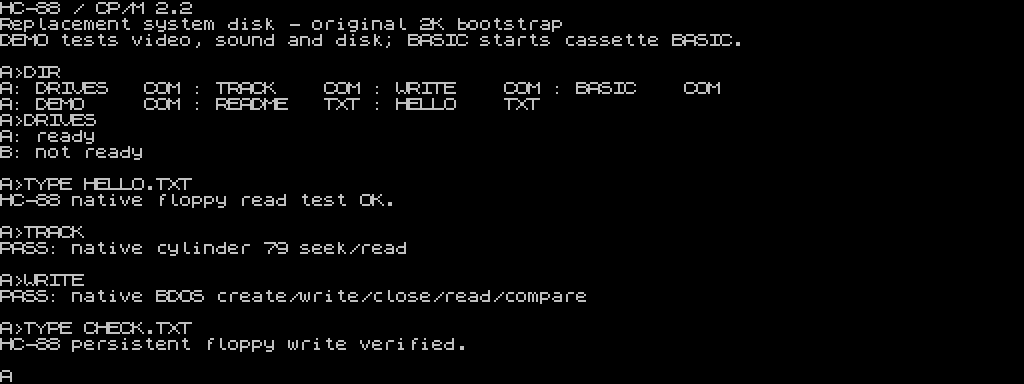 HC-88 / CP/M 2.2
Replacement system disk - original 2K bootstrap
DEMO tests video, sound and disk; BASIC starts cassette BASIC.
A>DIR
A: DRIVES   COM : TRACK    COM : WRITE    COM : BASIC    COM
A: DEMO     COM : README   TXT : HELLO    TXT
A>DRIVES
A: ready
B: not ready
A>TYPE HELLO.TXT
HC-88 native floppy read test OK.
A>TRACK
PASS: native cylinder 79 seek/read
A>WRITE
PASS: native BDOS create/write/close/read/compare
A>TYPE CHECK.TXT
HC-88 persistent floppy write verified.
A